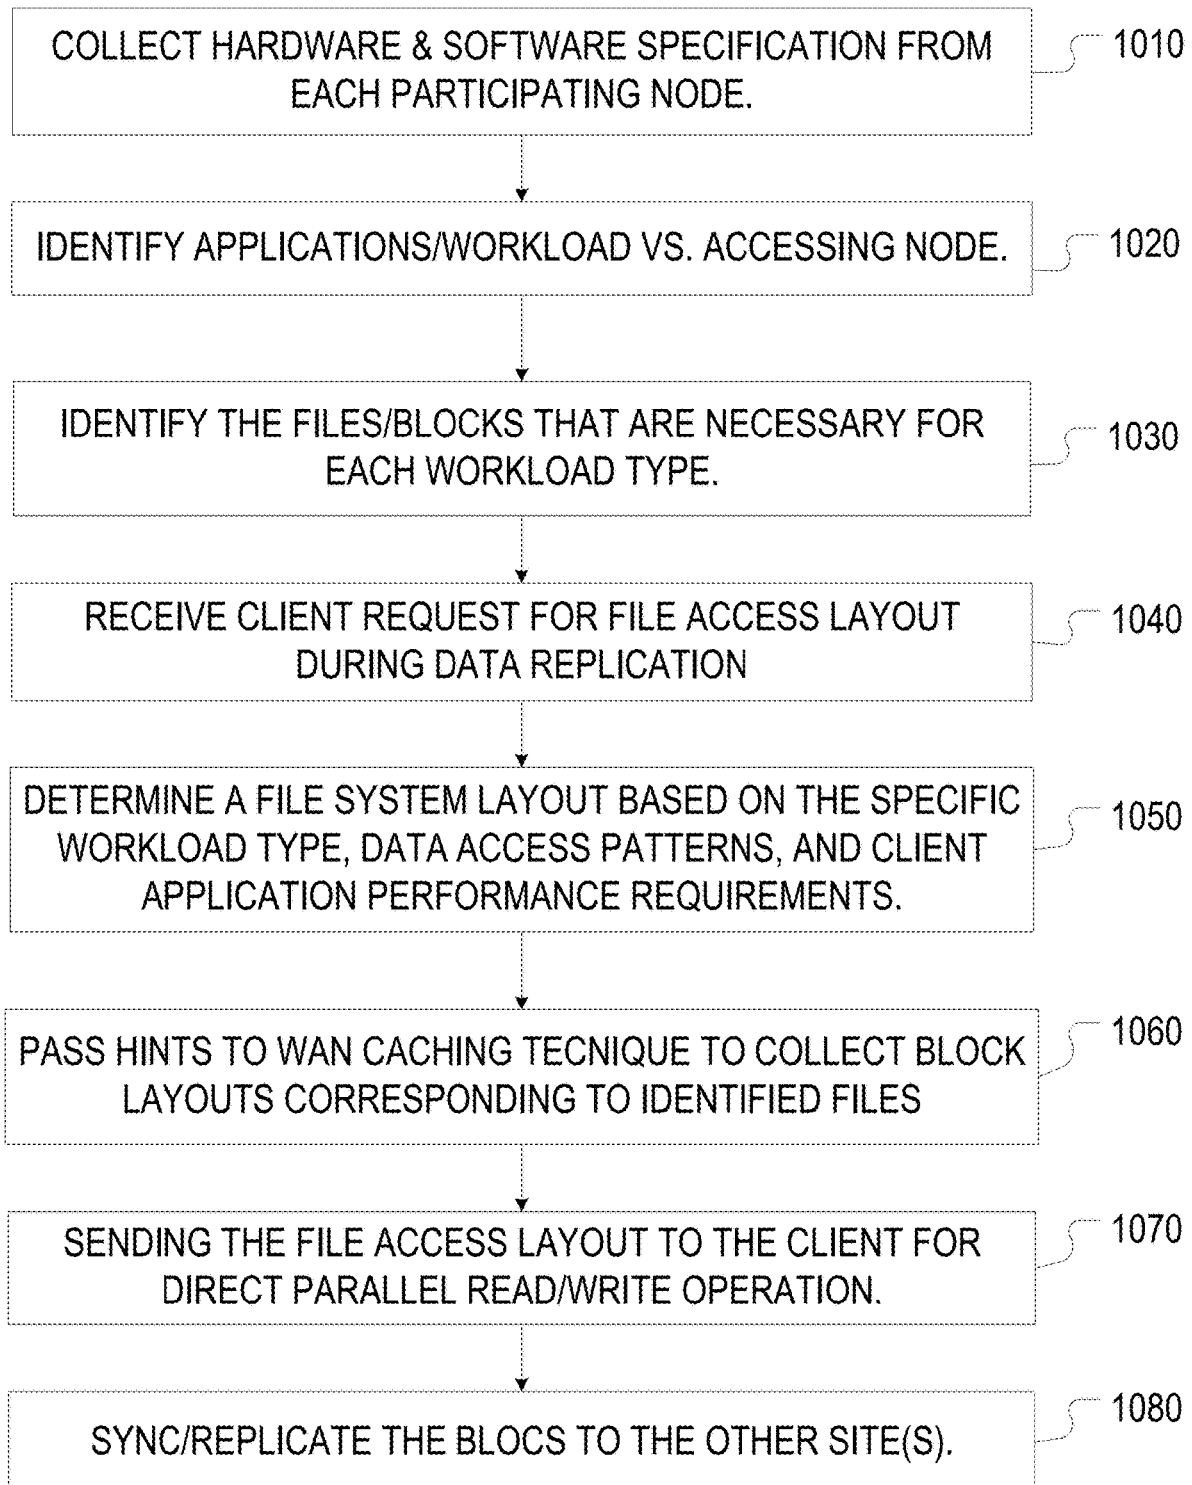 COLLECT HARDWARE & SOFTWARE SPECIFICATION FROM
EACH PARTICIPATING NODE.
1010
IDENTIFY APPLICATIONS/WORKLOAD VS. ACCESSING NODE.
1020
IDENTIFY THE FILES/BLOCKS THAT ARE NECESSARY FOR
EACH WORKLOAD TYPE.
1030
RECEIVE CLIENT REQUEST FOR FILE ACCESS LAYOUT
DURING DATA REPLICATION
1040
DETERMINE A FILE SYSTEM LAYOUT BASED ON THE SPECIFIC
WORKLOAD TYPE, DATA ACCESS PATTERNS, AND CLIENT
APPLICATION PERFORMANCE REQUIREMENTS.
1050
PASS HINTS TO WAN CACHING TECNIQUE TO COLLECT BLOCK
LAYOUTS CORRESPONDING TO IDENTIFIED FILES
1060
SENDING THE FILE ACCESS LAYOUT TO THE CLIENT FOR
DIRECT PARALLEL READ/WRITE OPERATION.
1070
SYNC/REPLICATE THE BLOCS TO THE OTHER SITE(S).
1080